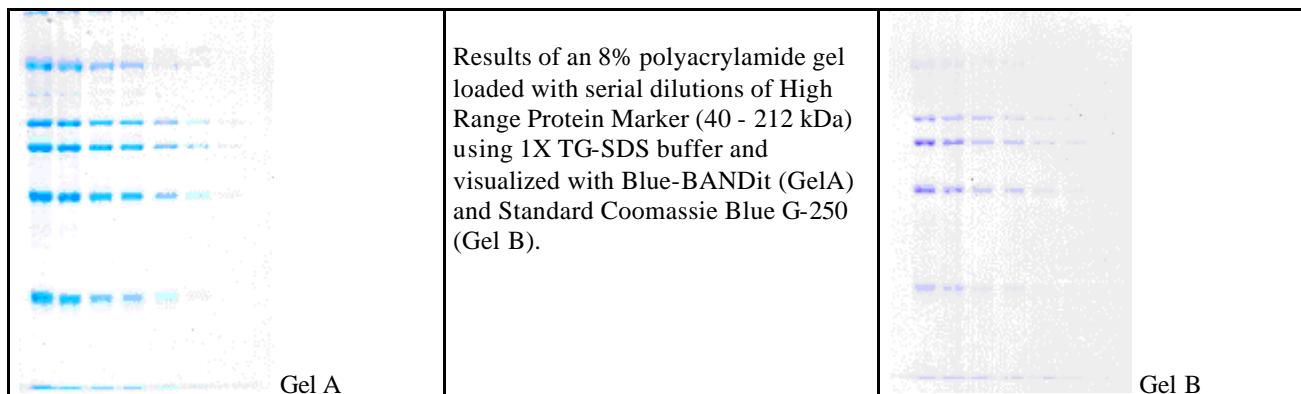 Gel A
Results of an 8% polyacrylamide gel
loaded with serial dilutions of High
Range Protein Marker (40 - 212 kDa)
using 1X TG-SDS buffer and
visualized with Blue-BANDit (GelA)
and Standard Coomassie Blue G-250
(Gel B).
Gel B